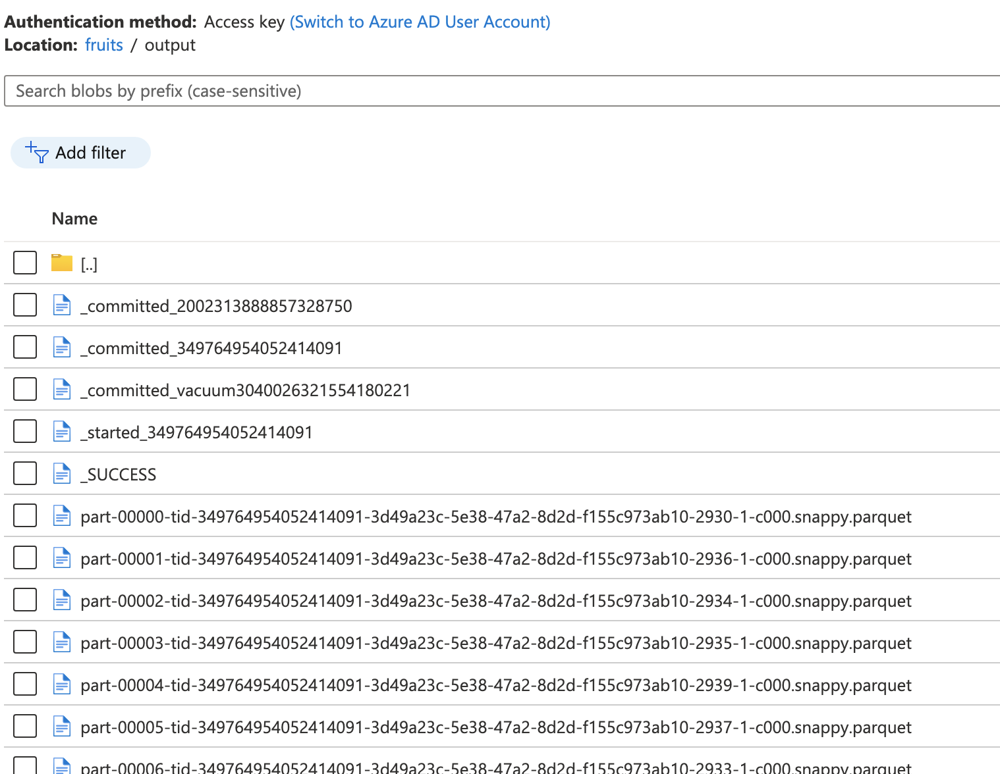 Authentication method: Access key (Switch to Azure AD User Account)
Location: fruits / output
Search blobs by prefix (case-sensitive)
Add filter
Name
[..]
_committed_2002313888857328750
_committed_349764954052414091
_committed_vacuum3040026321554180221
_started_349764954052414091
_SUCCESS
part-00000-tid-349764954052414091-3d49a23c-5e38-47a2-8d2d-f155c973ab10-2930-1-c000.snappy.parquet
part-00001-tid-349764954052414091-3d49a23c-5e38-47a2-8d2d-f155c973ab10-2936-1-c000.snappy.parquet
part-00002-tid-349764954052414091-3d49a23c-5e38-47a2-8d2d-f155c973ab10-2934-1-c000.snappy.parquet
part-00003-tid-349764954052414091-3d49a23c-5e38-47a2-8d2d-f155c973ab10-2935-1-c000.snappy.parquet
part-00004-tid-349764954052414091-3d49a23c-5e38-47a2-8d2d-f155c973ab10-2939-1-c000.snappy.parquet
part-00005-tid-349764954052414091-3d49a23c-5e38-47a2-8d2d-f155c973ab10-2937-1-c000.snappy.parquet
part-00006-tid-349764954052414091-3d49a23c-5e38-47a2-8d2d-f155c973ab10-2933-1-c000.snappy.parquet